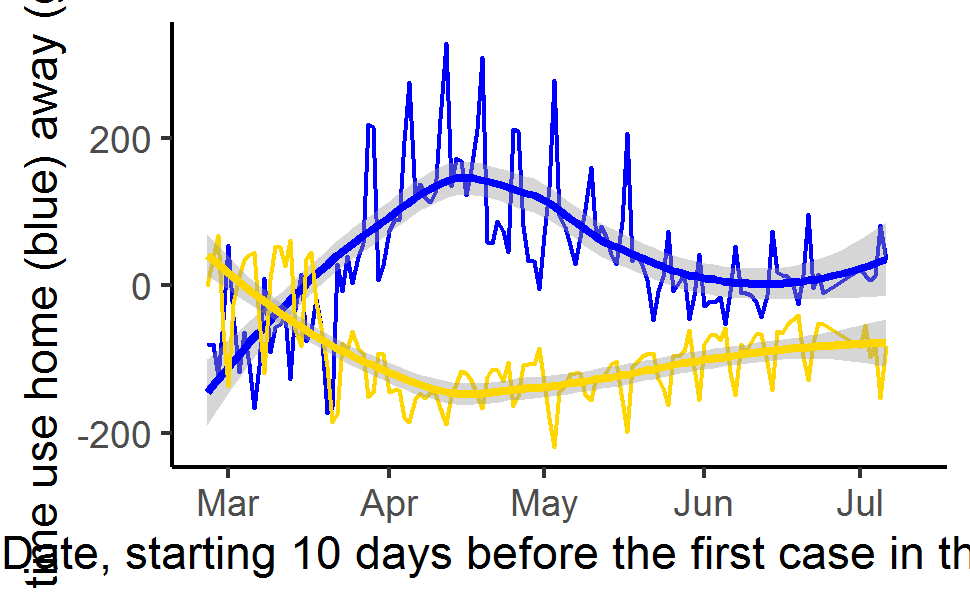 time use home (blue) away (g
200
0
-200
Mar Apr May Jun Jul
Date, starting 10 days before the first case in th